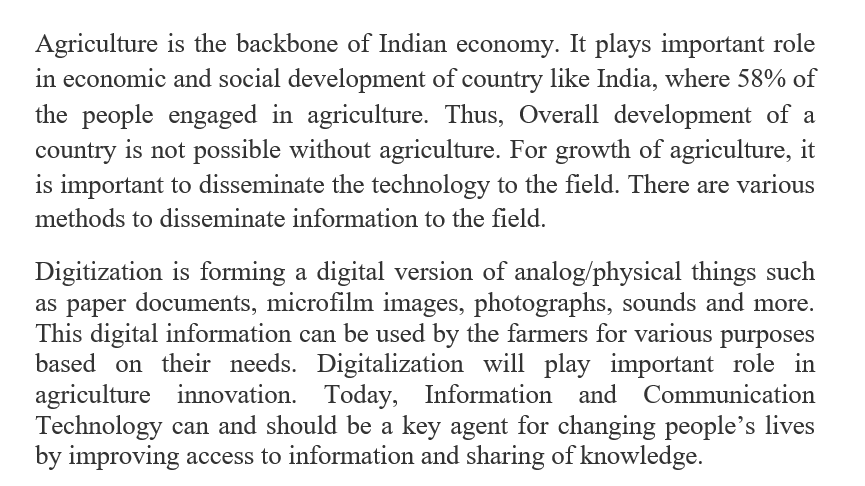 Agriculture is the backbone of Indian economy. It plays important role
in economic and social development of country like India, where 58% of
the people engaged in agriculture. Thus, Overall development of a
country is not possible without agriculture. For growth of agriculture, it
is important to disseminate the technology to the field. There are various
methods to disseminate information to the field.
Digitization is forming a digital version of analog/physical things such
as paper documents, microfilm images, photographs, sounds and more.
This digital information can be used by the farmers for various purposes
based on their needs. Digitalization will play important role in
agriculture innovation. Today, Information and Communication
Technology can and should be a key agent for changing people’s lives
by improving access to information and sharing of knowledge.